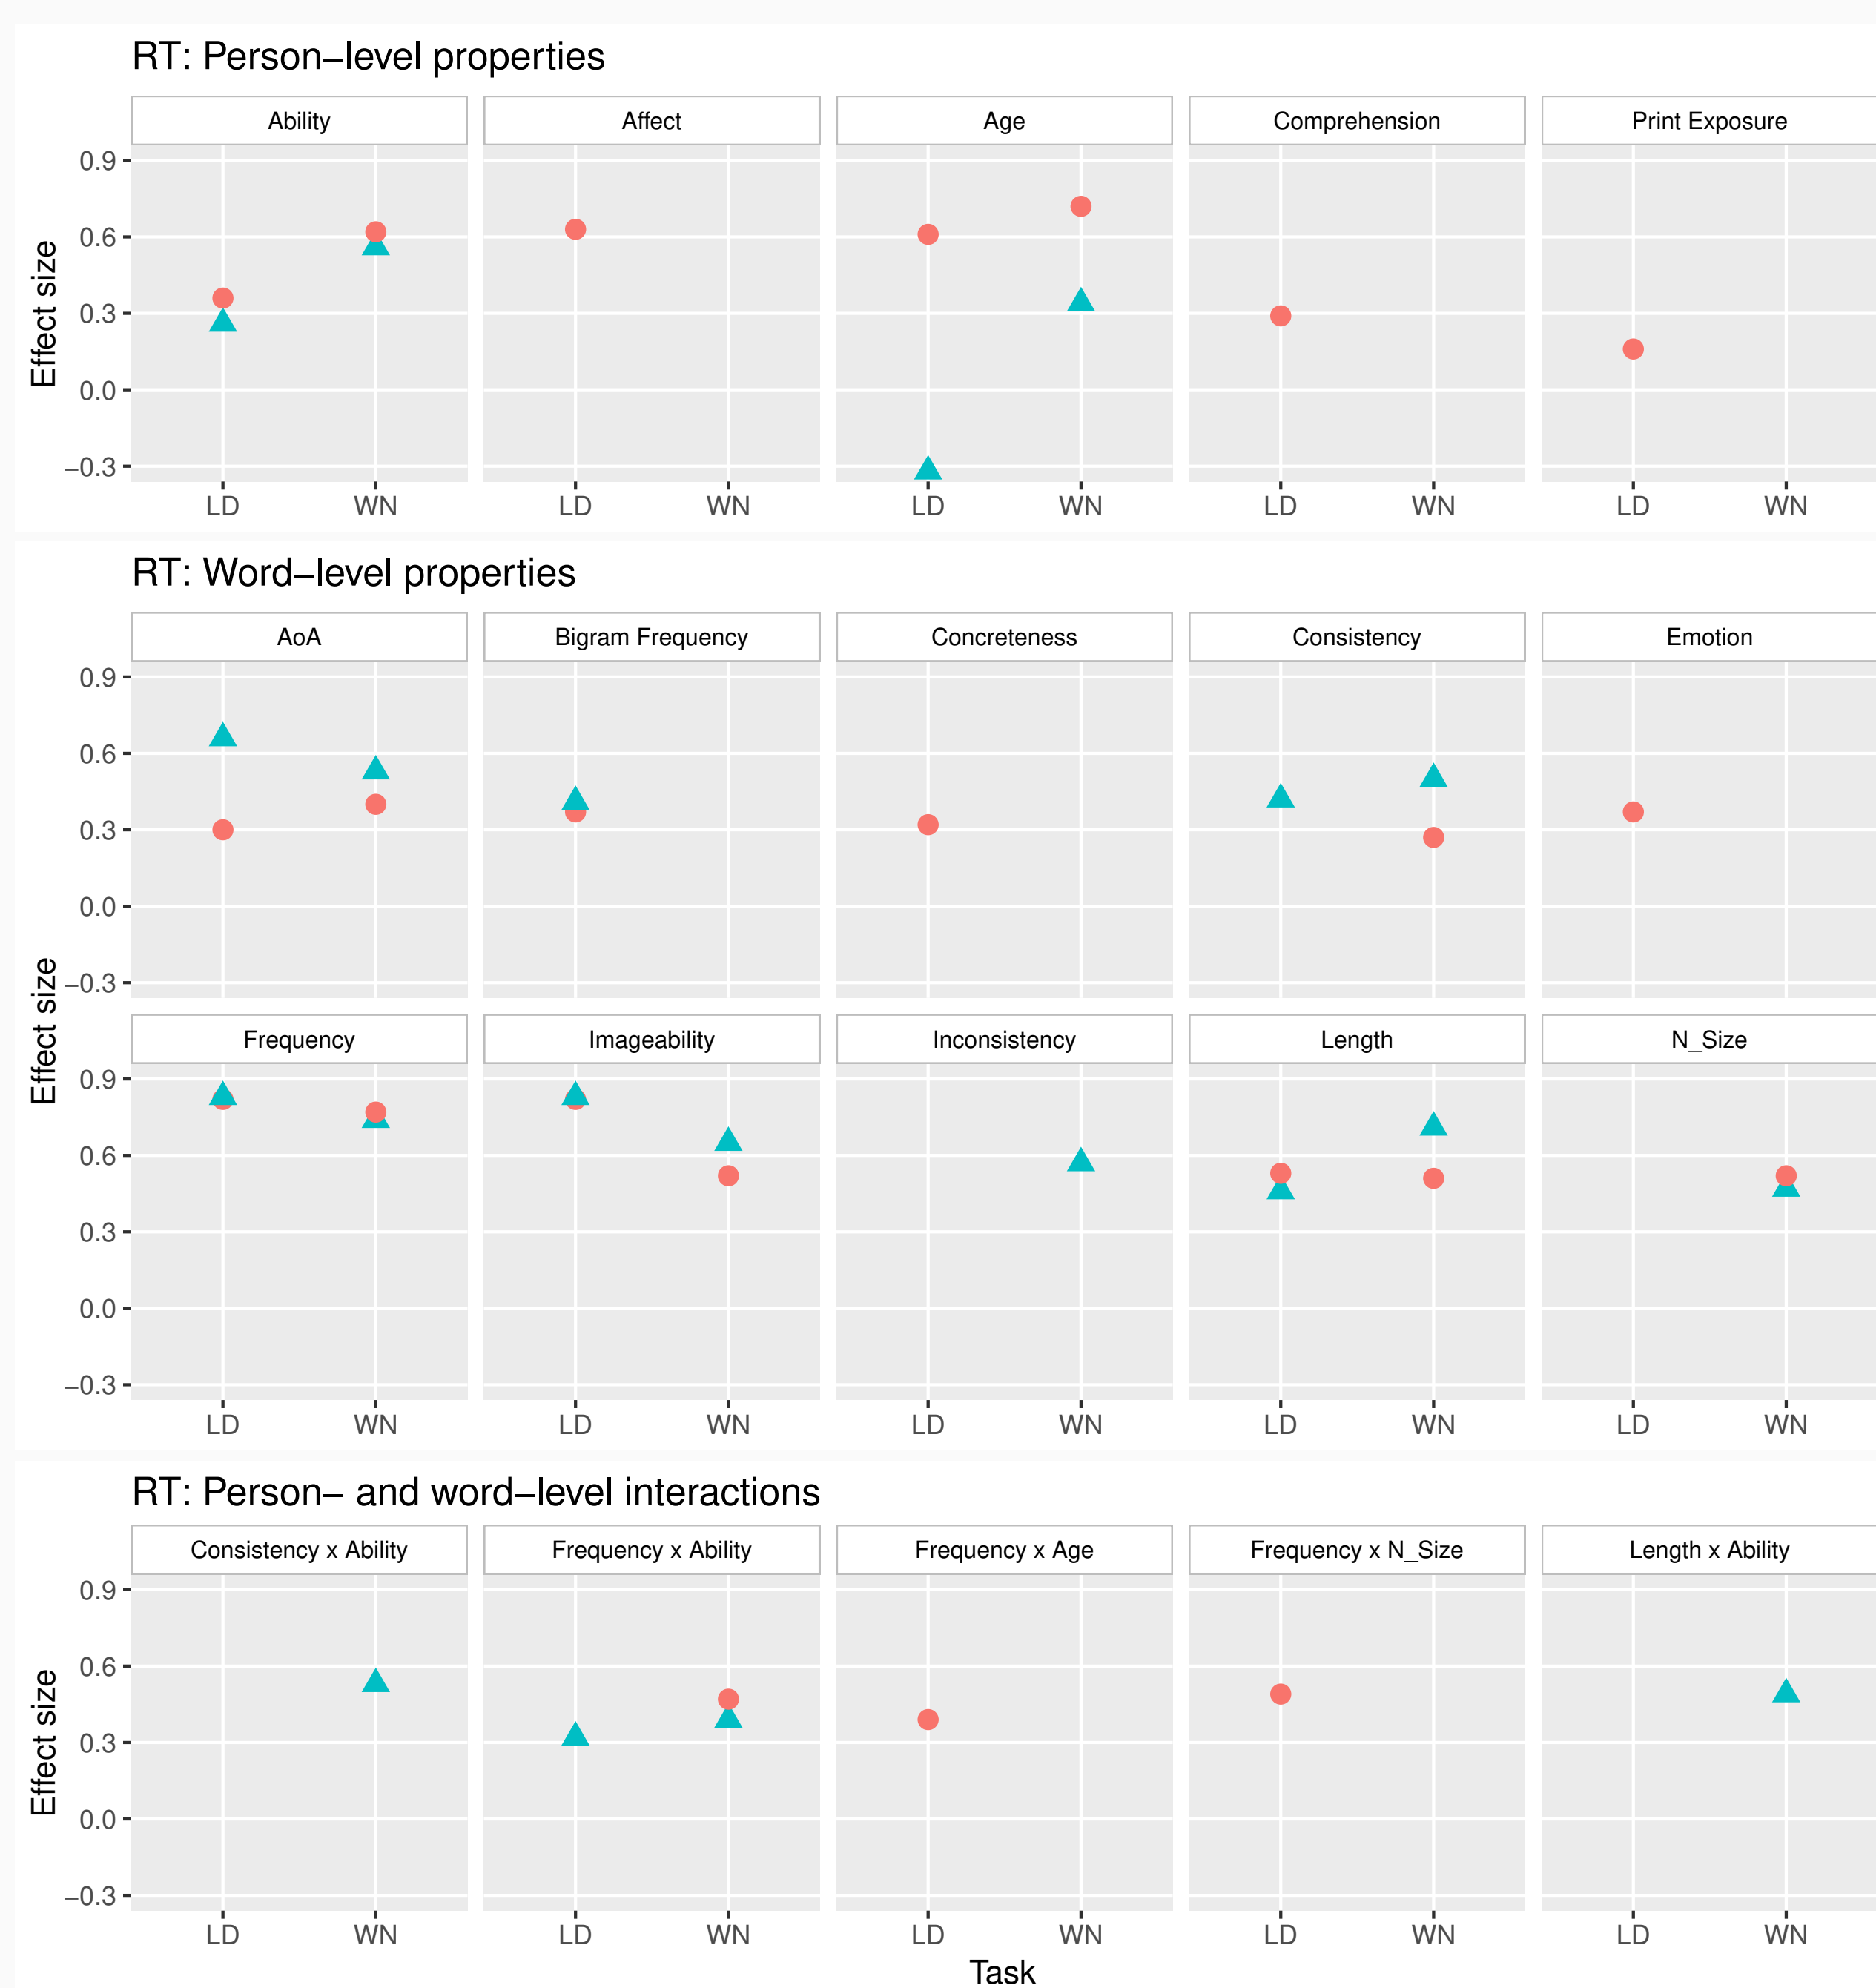 RT: Person−level properties
Ability Affect Age Comprehension Print Exposure
Effect size
0.9
0.6
0.3
0.0
−0.3
LD WN LD WN LD WN LD WN LD WN
RT: Word−level properties
AoA Bigram Frequency Concreteness Consistency Emotion
0.9
0.6
0.3
0.0
−0.3
Effect size
Frequency Imageability Inconsistency Length N_Size
0.9
0.6
0.3
0.0
−0.3
LD WN LD WN LD WN LD WN LD WN
RT: Person− and word−level interactions
Consistency x Ability Frequency x Ability Frequency x Age Frequency x N_Size Length x Ability
Effect size
0.9
0.6
0.3
0.0
−0.3
LD WN LD WN LD WN LD WN LD WN
Task